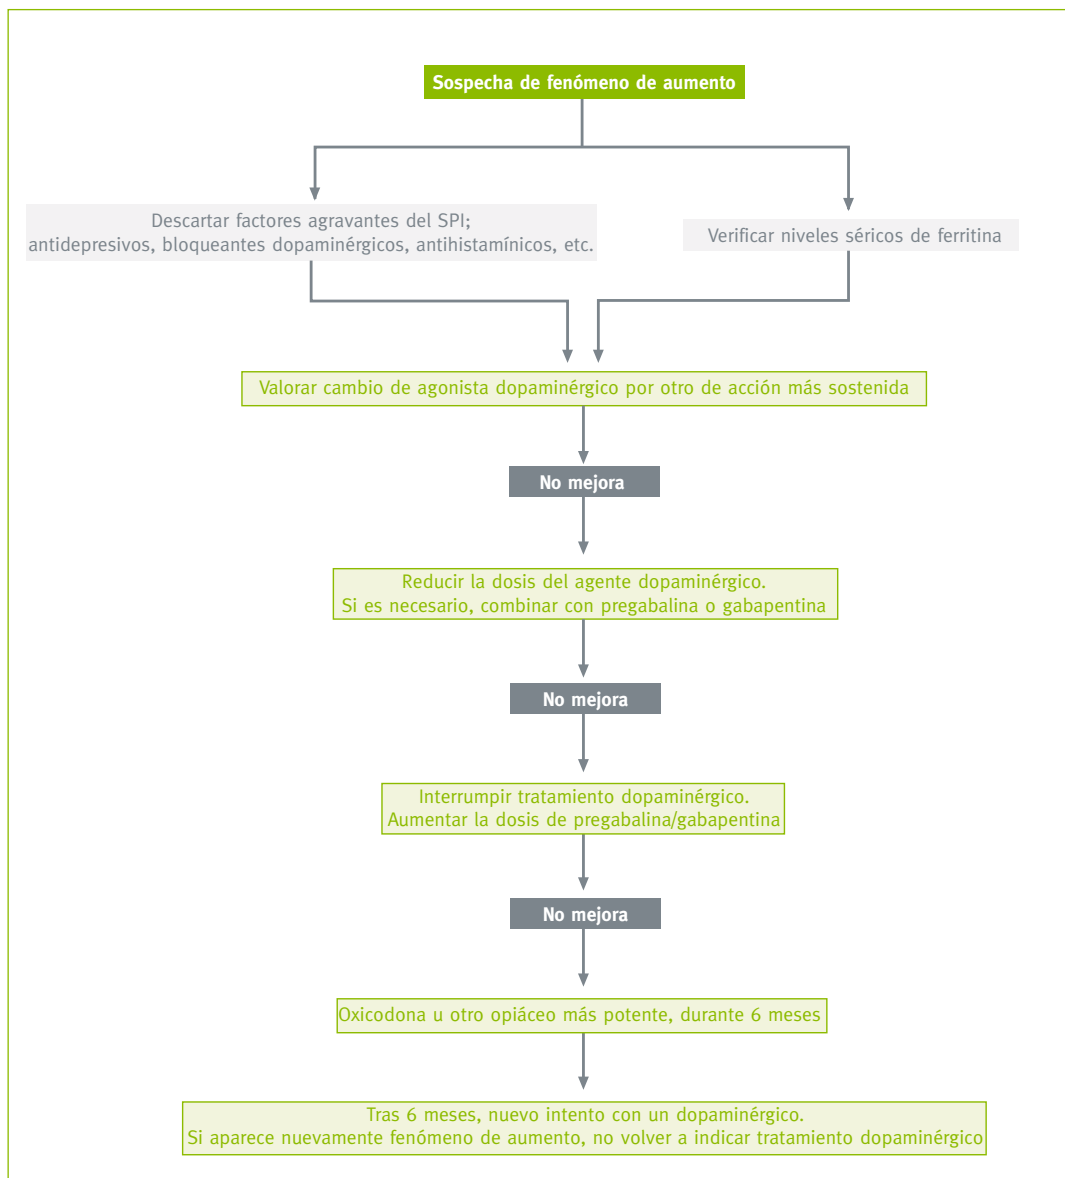 Sospecha de fenómeno de aumento
Descartar factores agravantes del SPI;
antidepresivos, bloqueantes dopaminérgicos, antihistamínicos, etc.
Verificar niveles séricos de ferritina
Valorar cambio de agonista dopaminérgico por otro de acción más sostenida
No mejora
Reducir la dosis del agente dopaminérgico.
Si es necesario, combinar con pregabalina o gabapentina
No mejora
Interrumpir tratamiento dopaminérgico.
Aumentar la dosis de pregabalina/gabapentina
No mejora
Oxicodona u otro opiáceo más potente, durante 6 meses
Tras 6 meses, nuevo intento con un dopaminérgico.
Si aparece nuevamente fenómeno de aumento, no volver a indicar tratamiento dopaminérgico